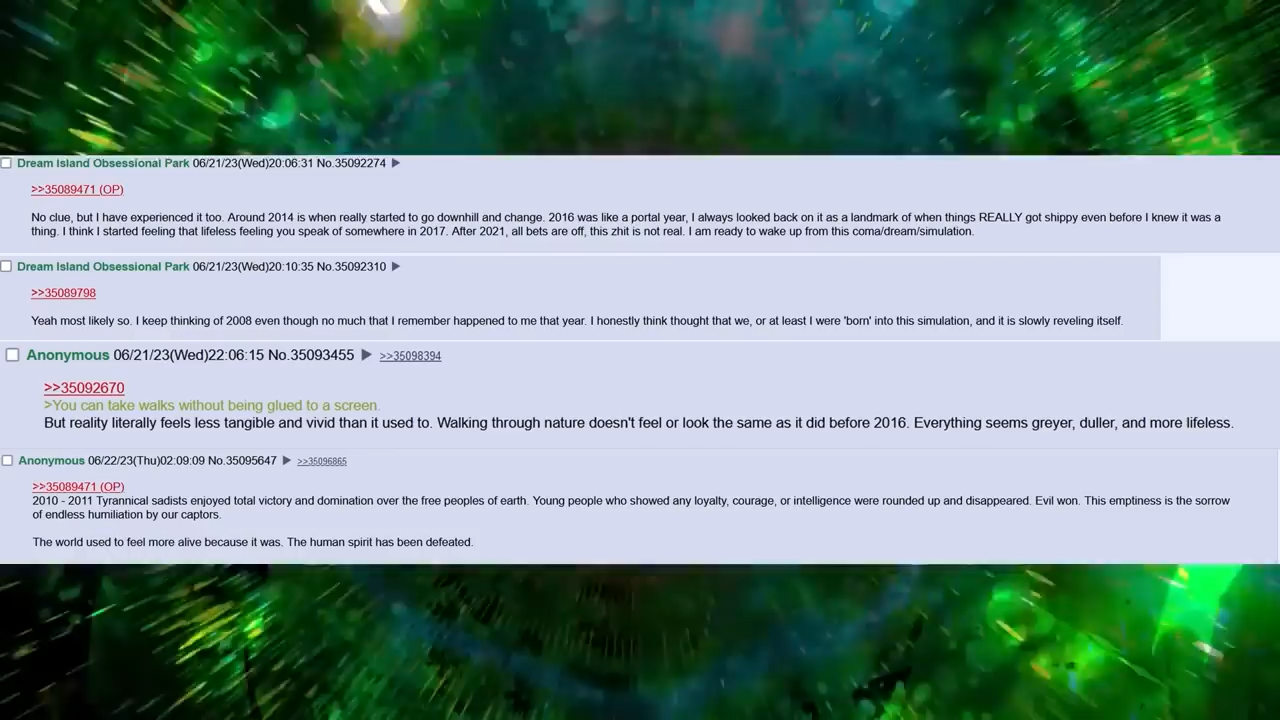 Dream Island Obsessional Park 06/21/23(Wed)20:06:31 No.35092274 ▶
>>35089471 (OP)
No clue, but I have experienced it too. Around 2014 is when really started to go downhill and change. 2016 was like a portal year, I always looked back on it as a landmark of when things REALLY got shippy even before I knew it was a
thing. I think I started feeling that lifeless feeling you speak of somewhere in 2017. After 2021, all bets are off, this zhit is not real. I am ready to wake up from this coma/dream/simulation.
Dream Island Obsessional Park 06/21/23(Wed)20:10:35 No.35092310 ▶
>>35089798
Yeah most likely so. I keep thinking of 2008 even though no much that I remember happened to me that year. I honestly think thought that we, or at least I were 'born' into this simulation, and it is slowly reveling itself.
Anonymous 06/21/23(Wed)22:06:15 No.35093455 ▶ >>35098394
>>35092670
>You can take walks without being glued to a screen.
But reality literally feels less tangible and vivid than it used to. Walking through nature doesn't feel or look the same as it did before 2016. Everything seems greyer, duller, and more lifeless.
Anonymous 06/22/23(Thu)02:09:09 No.35095647 ▶ >>35096865
>>35089471 (OP)
2010 - 2011 Tyrannical sadists enjoyed total victory and domination over the free peoples of earth. Young people who showed any loyalty, courage, or intelligence were rounded up and disappeared. Evil won. This emptiness is the sorrow
of endless humiliation by our captors.
The world used to feel more alive because it was. The human spirit has been defeated.